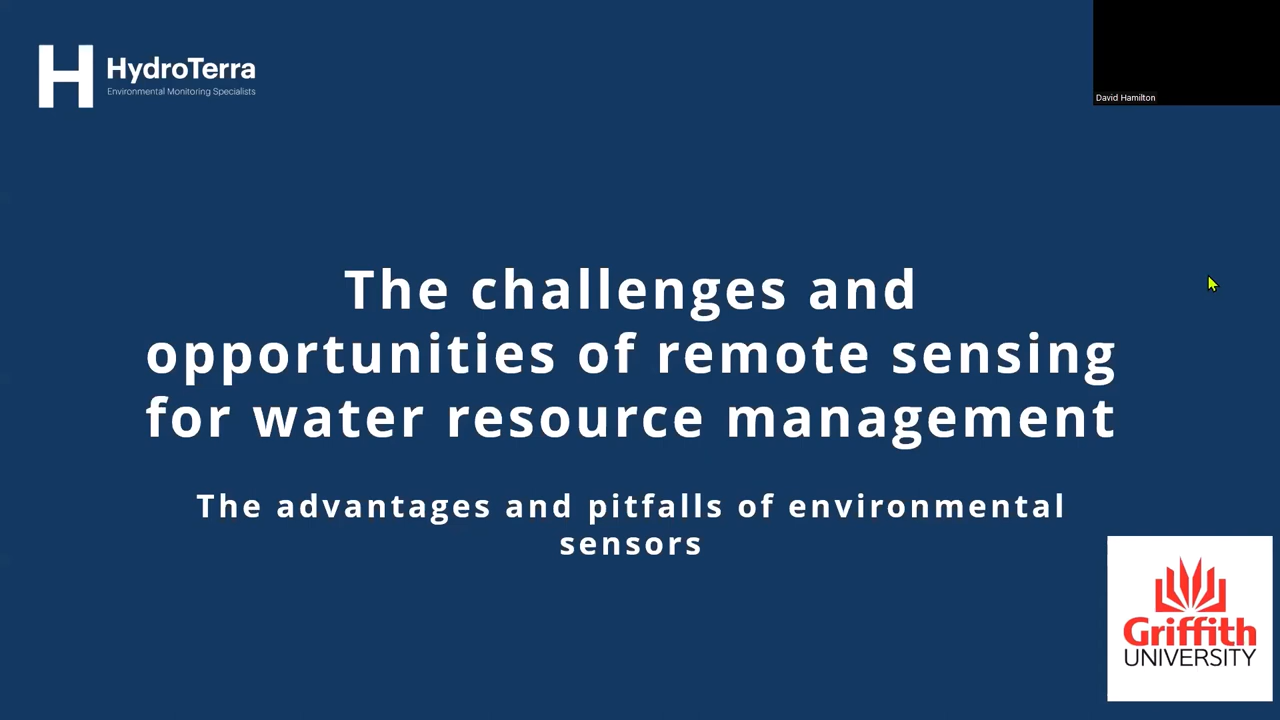 H HydroTerra
Environmental Monitoring Specialists
David Hamilton
The challenges and
opportunities of remote sensing
for water resource management
The advantages and pitfalls of environmental
sensors
Griffith
UNIVERSITY